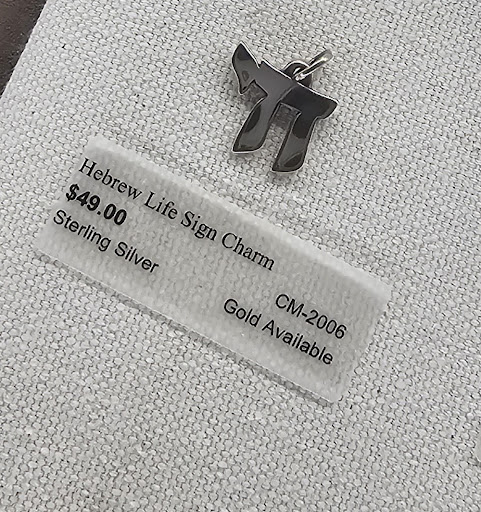 חי
Hebrew Life Sign Charm
$49.00
Sterling Silver
CM-2006
Gold Available